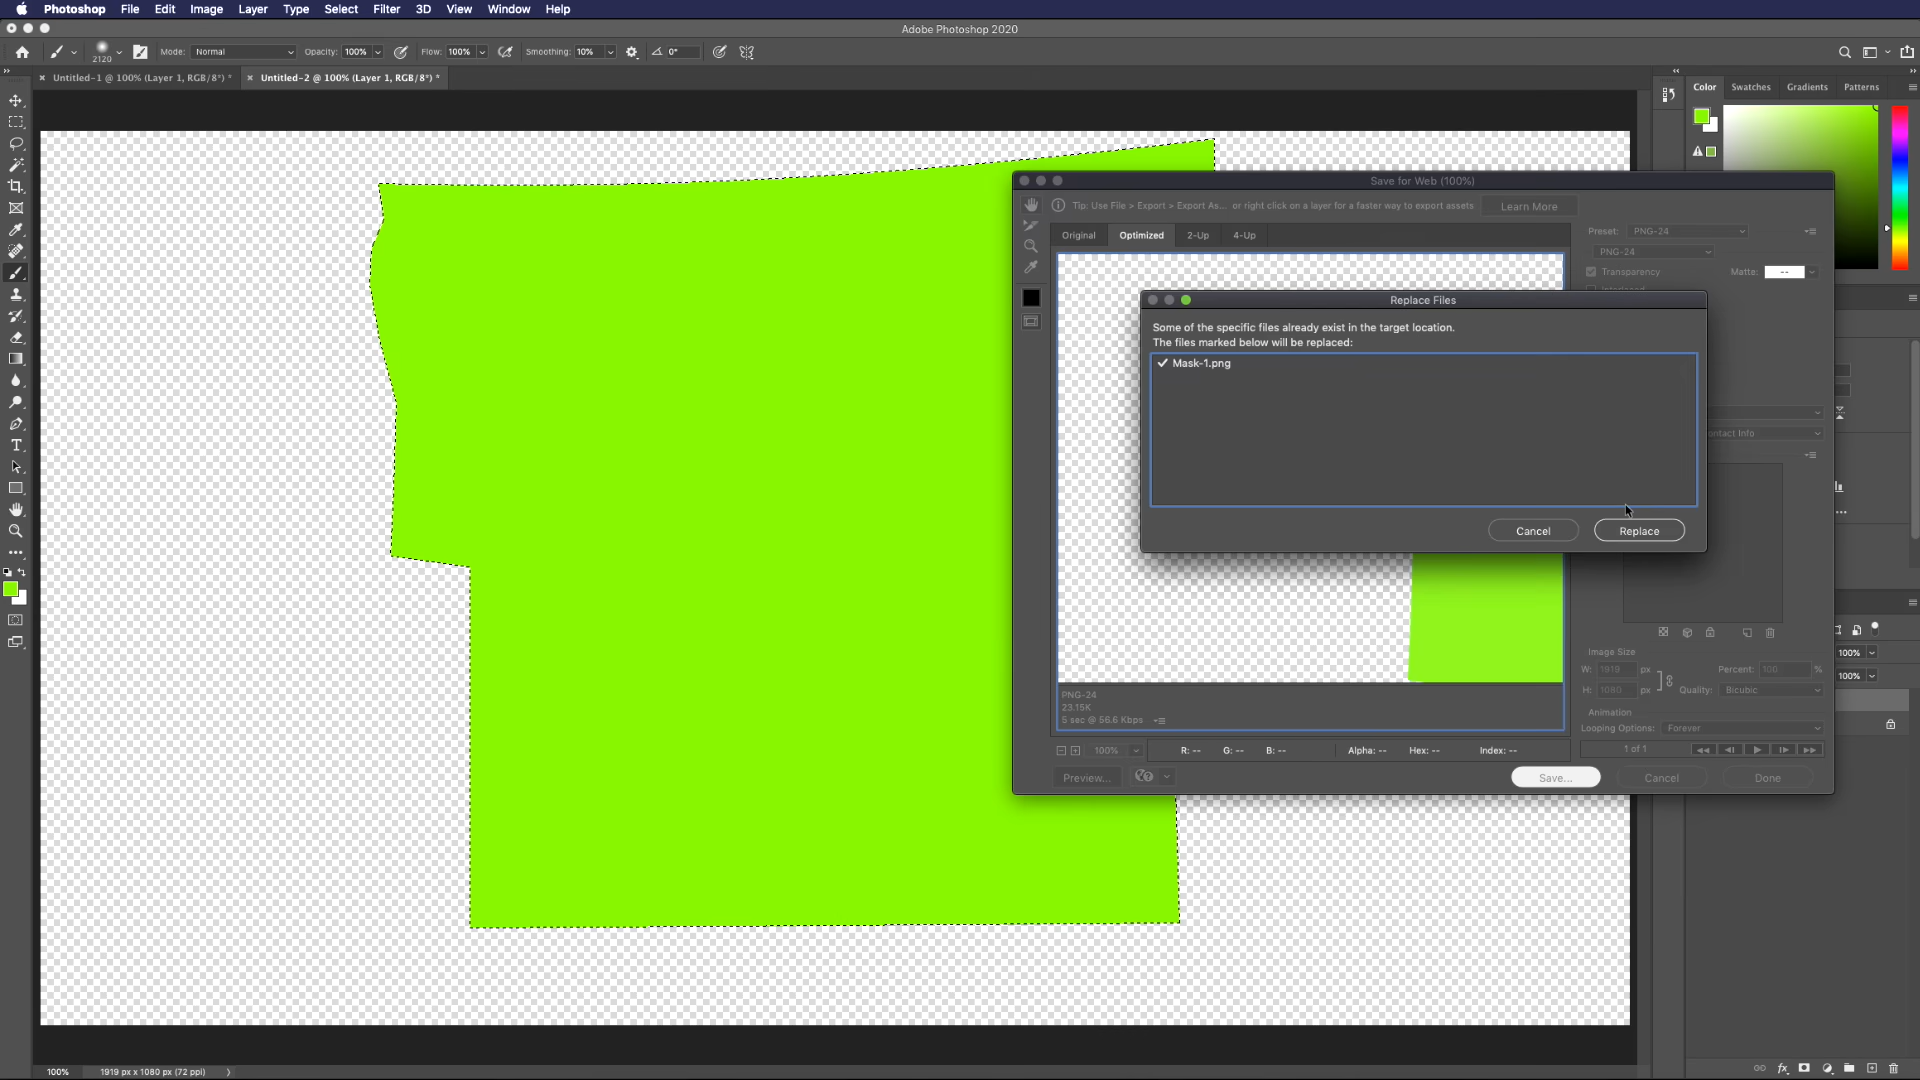 Photoshop File Edit Image Layer Type Select Filter 3D View Window Help
Adobe Photoshop 2020
2120 Mode: Normal Opacity: 100% Flow: 100% Smoothing: 10% 0°
Untitled-1 @ 100% (Layer 1, RGB/8*) * Untitled-2 @ 100% (Layer 1, RGB/8*) *
Color Swatches Gradients Patterns
Save for Web (100%)
Tip: Use File > Export > Export As... or right click on a layer for a faster way to export assets Learn More
Original Optimized 2-Up 4-Up
Preset: PNG-24
PNG-24
Transparency Matte: --
Interlaced
Replace Files
Some of the specific files already exist in the target location.
The files marked below will be replaced:
Mask-1.png
Cancel Replace
ontact Info
Image Size
W: 1919 px Percent: 100 %
H: 1080 px Quality: Bicubic
Animation
Looping Options: Forever
1 of 1
PNG-24
23.15K
5 sec @ 56.6 Kbps
100% R: -- G: -- B: -- Alpha: -- Hex: -- Index: --
Preview... Save... Cancel Done
100%
100%
100% 1919 px x 1080 px (72 ppi)